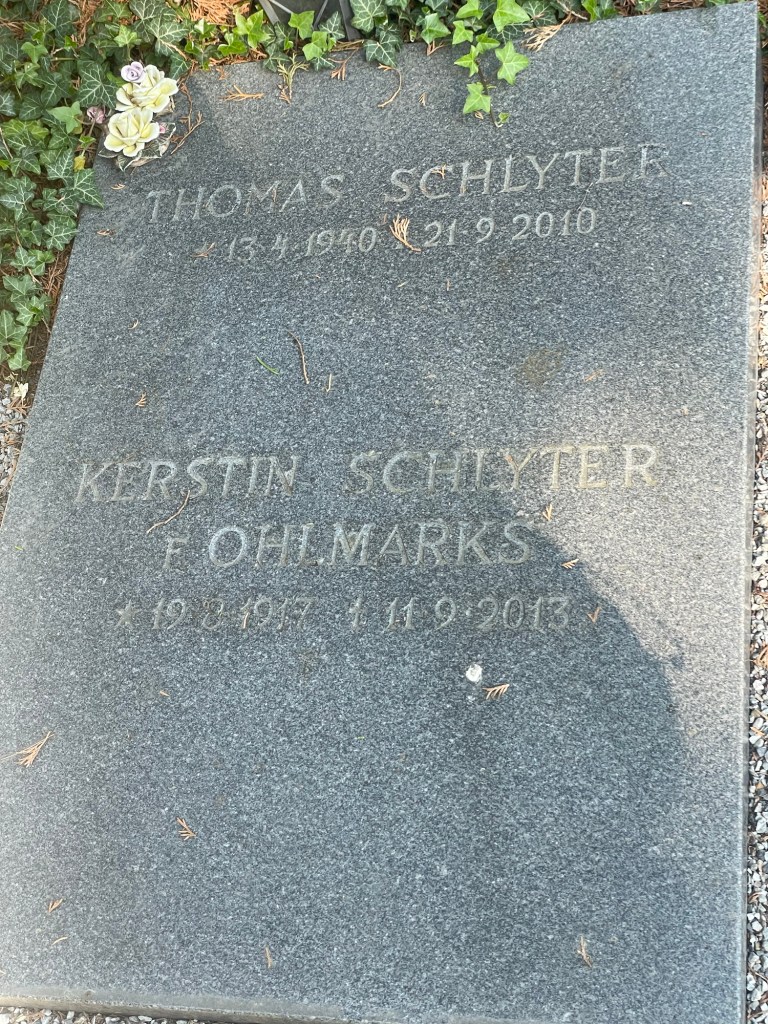 THOMAS SCHLYTER
* 13 4 1940 † 21 9 2010
KERSTIN SCHLYTER
F OHLMARKS
* 19 8 1917 † 11 9 2013